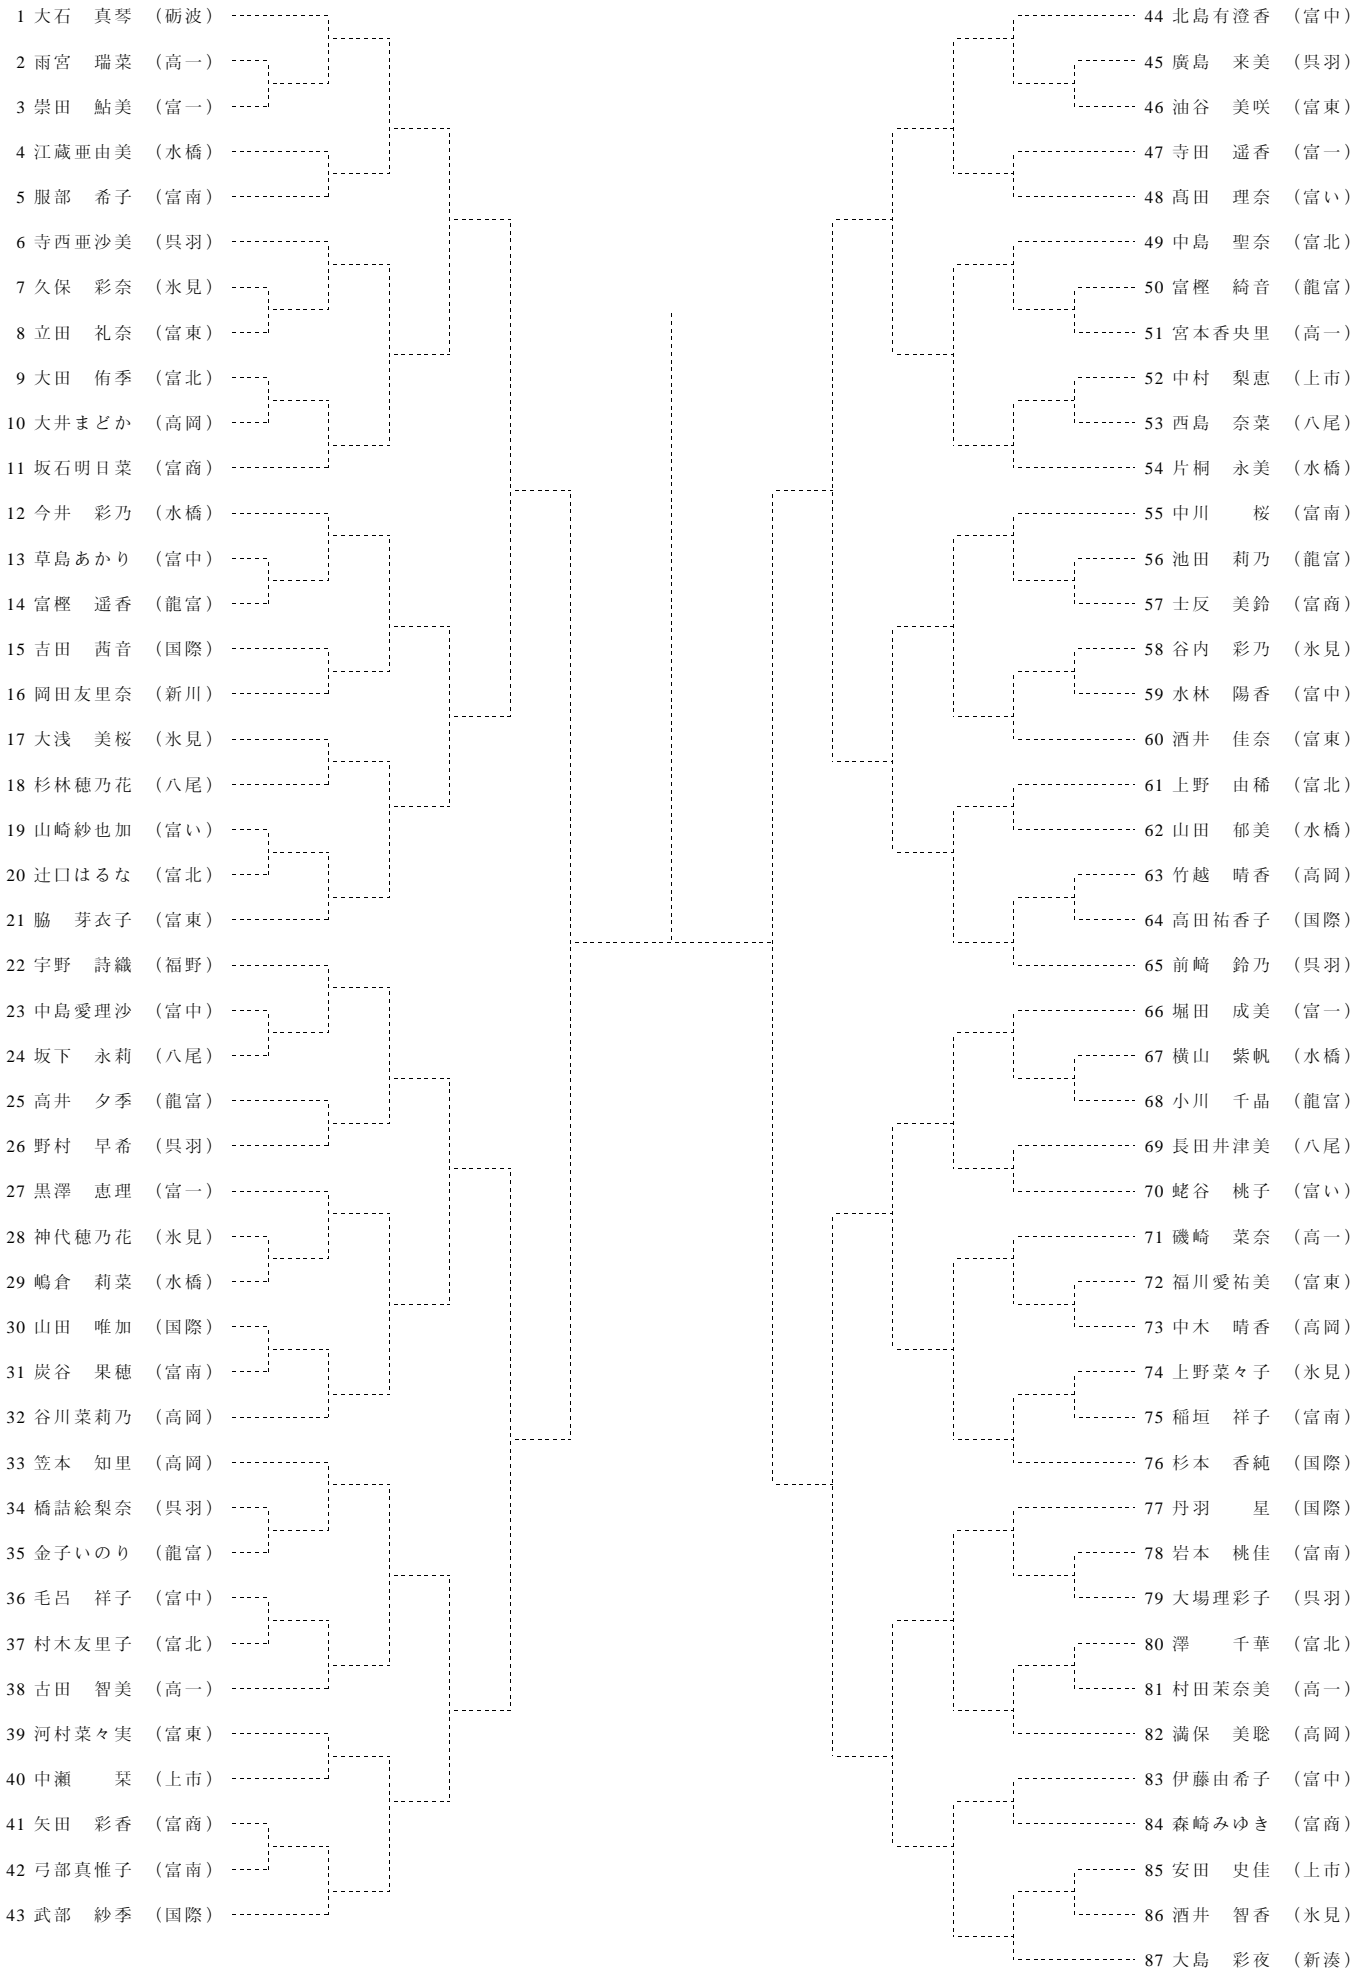 1 大石　真琴 （砺波）
2 雨宮　瑞菜 （高一）
3 崇田　鮎美 （富一）
4 江蔵亜由美 （水橋）
5 服部　希子 （富南）
6 寺西亜沙美 （呉羽）
7 久保　彩奈 （氷見）
8 立田　礼奈 （富東）
9 大田　侑季 （富北）
10 大井まどか （高岡）
11 坂石明日菜 （富商）
12 今井　彩乃 （水橋）
13 草島あかり （富中）
14 富樫　遥香 （龍富）
15 吉田　茜音 （国際）
16 岡田友里奈 （新川）
17 大浅　美桜 （氷見）
18 杉林穂乃花 （八尾）
19 山崎紗也加 （富い）
20 辻口はるな （富北）
21 脇　芽衣子 （富東）
22 宇野　詩織 （福野）
23 中島愛理沙 （富中）
24 坂下　永莉 （八尾）
25 高井　夕季 （龍富）
26 野村　早希 （呉羽）
27 黒澤　恵理 （富一）
28 神代穂乃花 （氷見）
29 嶋倉　莉菜 （水橋）
30 山田　唯加 （国際）
31 炭谷　果穂 （富南）
32 谷川菜莉乃 （高岡）
33 笠本　知里 （高岡）
34 橋詰絵梨奈 （呉羽）
35 金子いのり （龍富）
36 毛呂　祥子 （富中）
37 村木友里子 （富北）
38 古田　智美 （高一）
39 河村菜々実 （富東）
40 中瀬　　栞 （上市）
41 矢田　彩香 （富商）
42 弓部真惟子 （富南）
43 武部　紗季 （国際）
44 北島有澄香 （富中）
45 廣島　来美 （呉羽）
46 油谷　美咲 （富東）
47 寺田　遥香 （富一）
48 髙田　理奈 （富い）
49 中島　聖奈 （富北）
50 富樫　綺音 （龍富）
51 宮本香央里 （高一）
52 中村　梨恵 （上市）
53 西島　奈菜 （八尾）
54 片桐　永美 （水橋）
55 中川　　桜 （富南）
56 池田　莉乃 （龍富）
57 士反　美鈴 （富商）
58 谷内　彩乃 （氷見）
59 水林　陽香 （富中）
60 酒井　佳奈 （富東）
61 上野　由稀 （富北）
62 山田　郁美 （水橋）
63 竹越　晴香 （高岡）
64 高田祐香子 （国際）
65 前﨑　鈴乃 （呉羽）
66 堀田　成美 （富一）
67 横山　紫帆 （水橋）
68 小川　千晶 （龍富）
69 長田井津美 （八尾）
70 蛯谷　桃子 （富い）
71 磯崎　菜奈 （高一）
72 福川愛祐美 （富東）
73 中木　晴香 （高岡）
74 上野菜々子 （氷見）
75 稲垣　祥子 （富南）
76 杉本　香純 （国際）
77 丹羽　　星 （国際）
78 岩本　桃佳 （富南）
79 大場理彩子 （呉羽）
80 澤　　千華 （富北）
81 村田茉奈美 （高一）
82 満保　美聡 （高岡）
83 伊藤由希子 （富中）
84 森崎みゆき （富商）
85 安田　史佳 （上市）
86 酒井　智香 （氷見）
87 大島　彩夜 （新湊）